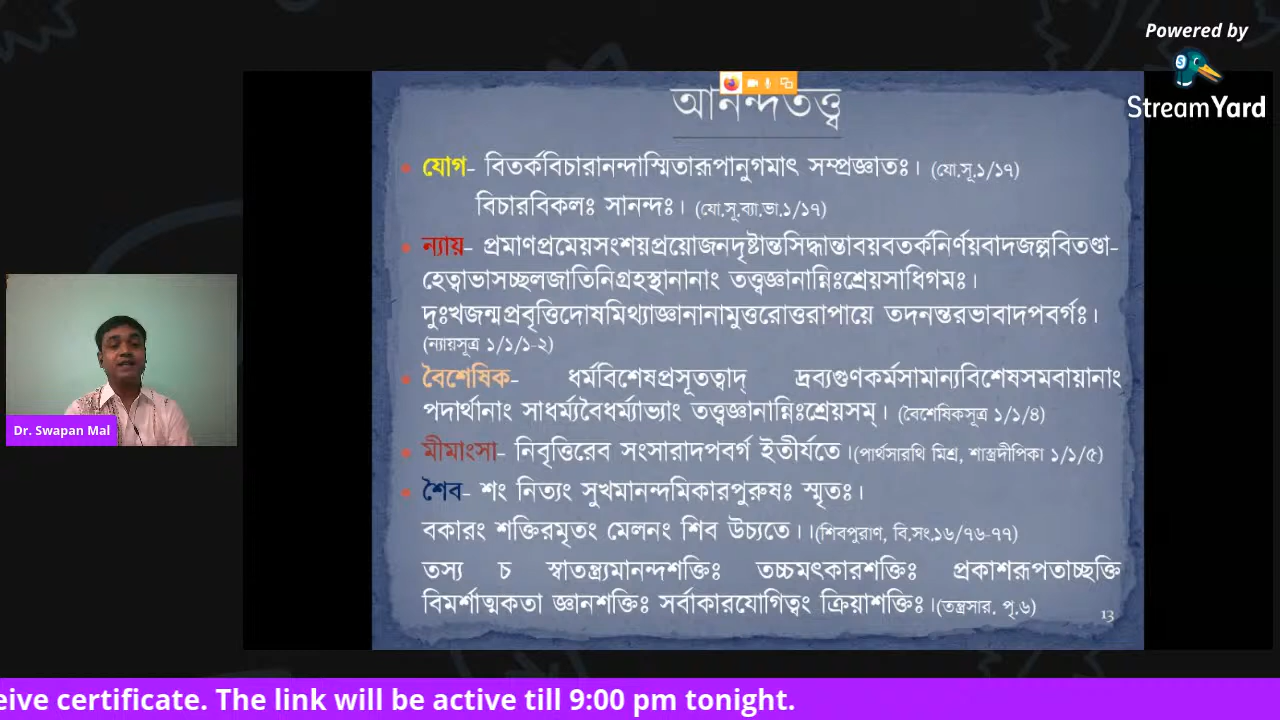 Powered by
StreamYard
আনন্দতত্ত্ব
যোগ- বিতর্কবিচারানন্দাস্মিতারূপানুগমাৎ সম্প্রজ্ঞাতঃ। (যো.সূ.১/১৭)
বিচারবিকলঃ সানন্দঃ। (যো.সূ.ব্যা.ভা.১/১৭)
ন্যায়- প্রমাণপ্রমেয়সংশয়প্রয়োজনদৃষ্টান্তসিদ্ধান্তাবয়বতর্কনির্ণয়বাদজল্পবিতণ্ডা-
হেত্বাভাসচ্ছলজাতিনিগ্রহস্থানানাং তত্ত্বজ্ঞানান্নিঃশ্রেয়সাধিগমঃ।
দুঃখজন্মপ্রবৃত্তিদোষমিথ্যাজ্ঞানানামুত্তরোত্তরাপায়ে তদনন্তরভাবাদপবর্গঃ।
(ন্যায়সূত্র ১/১/১-২)
বৈশেষিক- ধর্মবিশেষপ্রসূতত্বাদ্ দ্রব্যগুণকর্মসামান্যবিশেষসমবায়ানাং
পদার্থানাং সাধর্ম্যবৈধর্ম্যাভ্যাং তত্ত্বজ্ঞানান্নিঃশ্রেয়সম্। (বৈশেষিকসূত্র ১/১/৪)
মীমাংসা- নিবৃত্তিরেব সংসারাদপবর্গ ইতীর্যতে।(পার্থসারথি মিশ্র, শাস্ত্রদীপিকা ১/১/৫)
শৈব- শং নিত্যং সুখমানন্দমিকারপুরুষঃ স্মৃতঃ।
বকারং শক্তিরমৃতং মেলনং শিব উচ্যতে।।(শিবপুরাণ, বি.সং.১৬/৭৬-৭৭)
তস্য চ স্বাতন্ত্র্যমানন্দশক্তিঃ তচ্চমৎকারশক্তিঃ প্রকাশরূপতাচ্ছক্তি
বিমর্শাত্মকতা জ্ঞানশক্তিঃ সর্বাকারযোগিত্বং ক্রিয়াশক্তিঃ।(তন্ত্রসার. পৃ.৬)
13
Dr. Swapan Mal
eive certificate. The link will be active till 9:00 pm tonight.